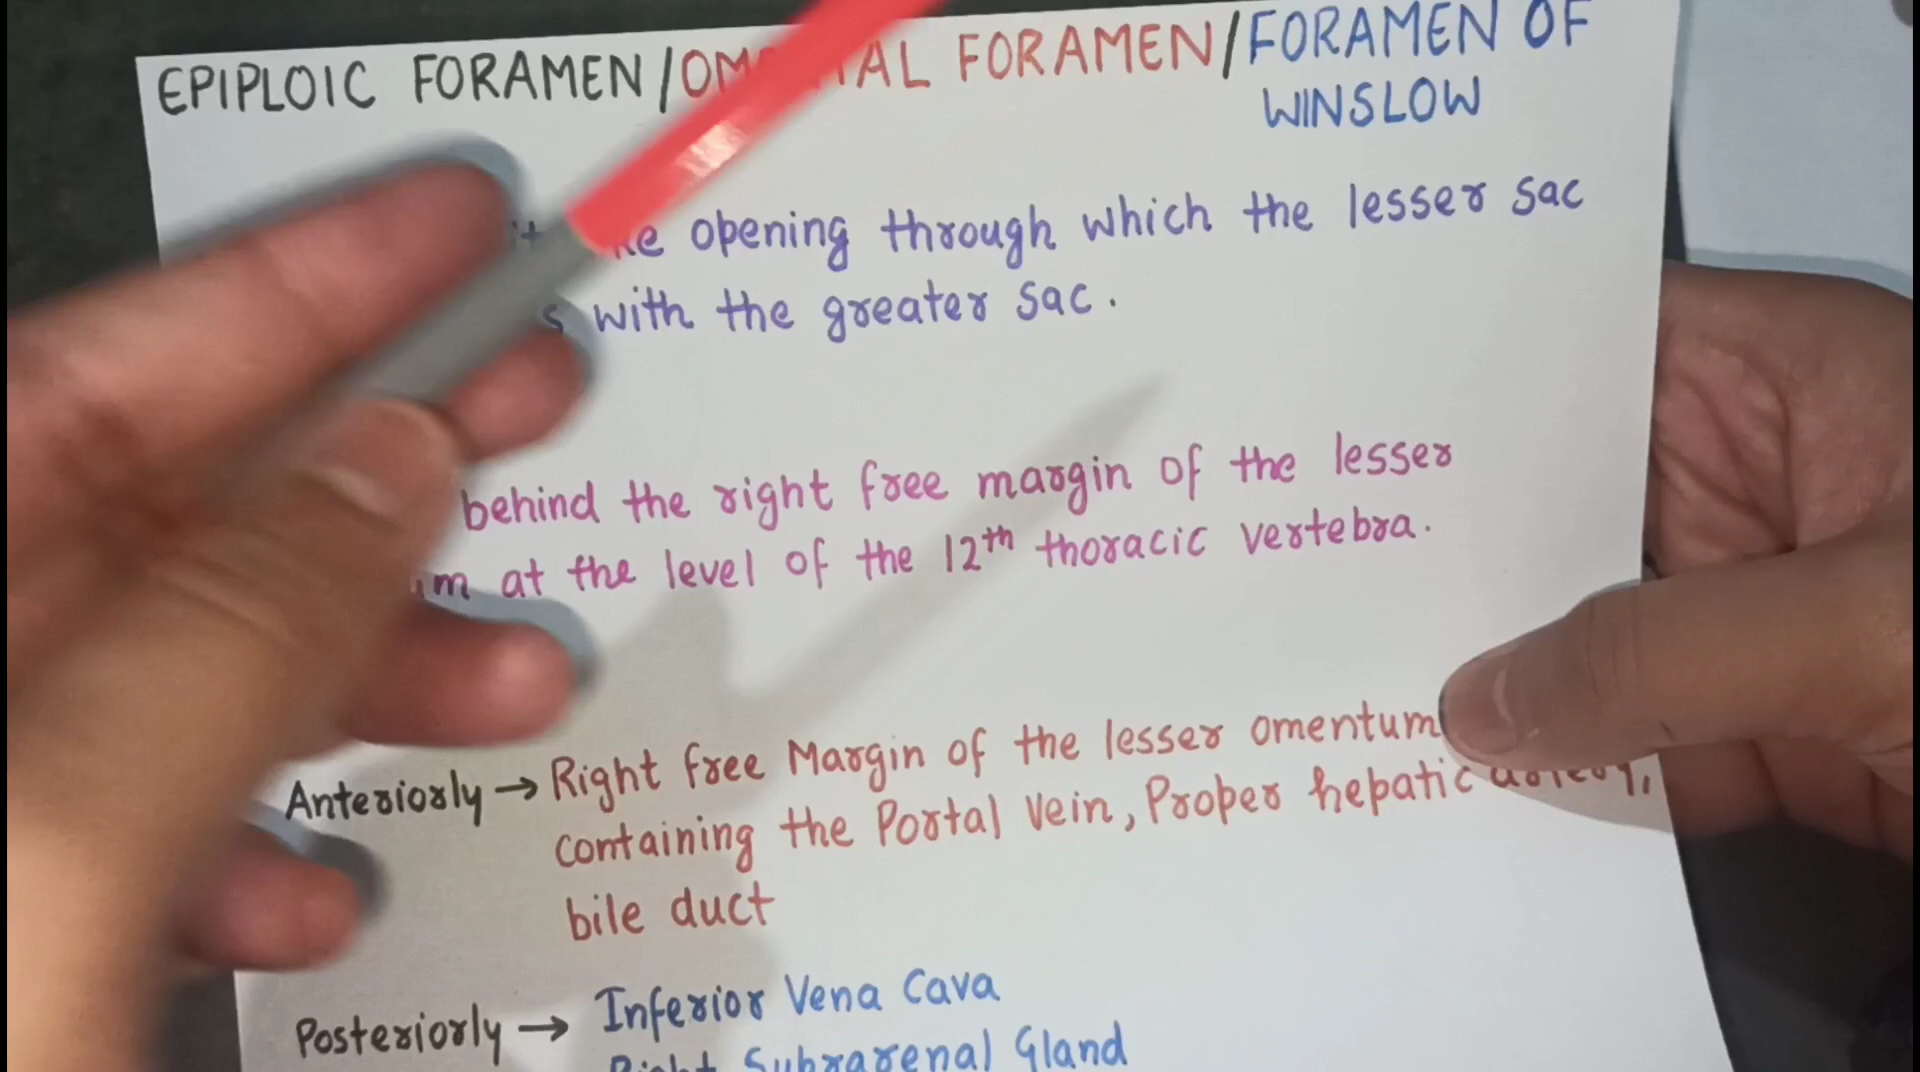 EPIPLOIC FORAMEN/ FORAMEN/FORAMEN OF
WINSLOW
opening through which the lesser sac
with the greater sac.
behind the right free margin of the lesser
at the level of the 12th thoracic vertebra.
Anteriorly → Right free Margin of the lesser omentum
containing the Portal Vein, Proper hepatic
bile duct
Posteriorly → Inferior Vena Cava
Suprarenal Gland